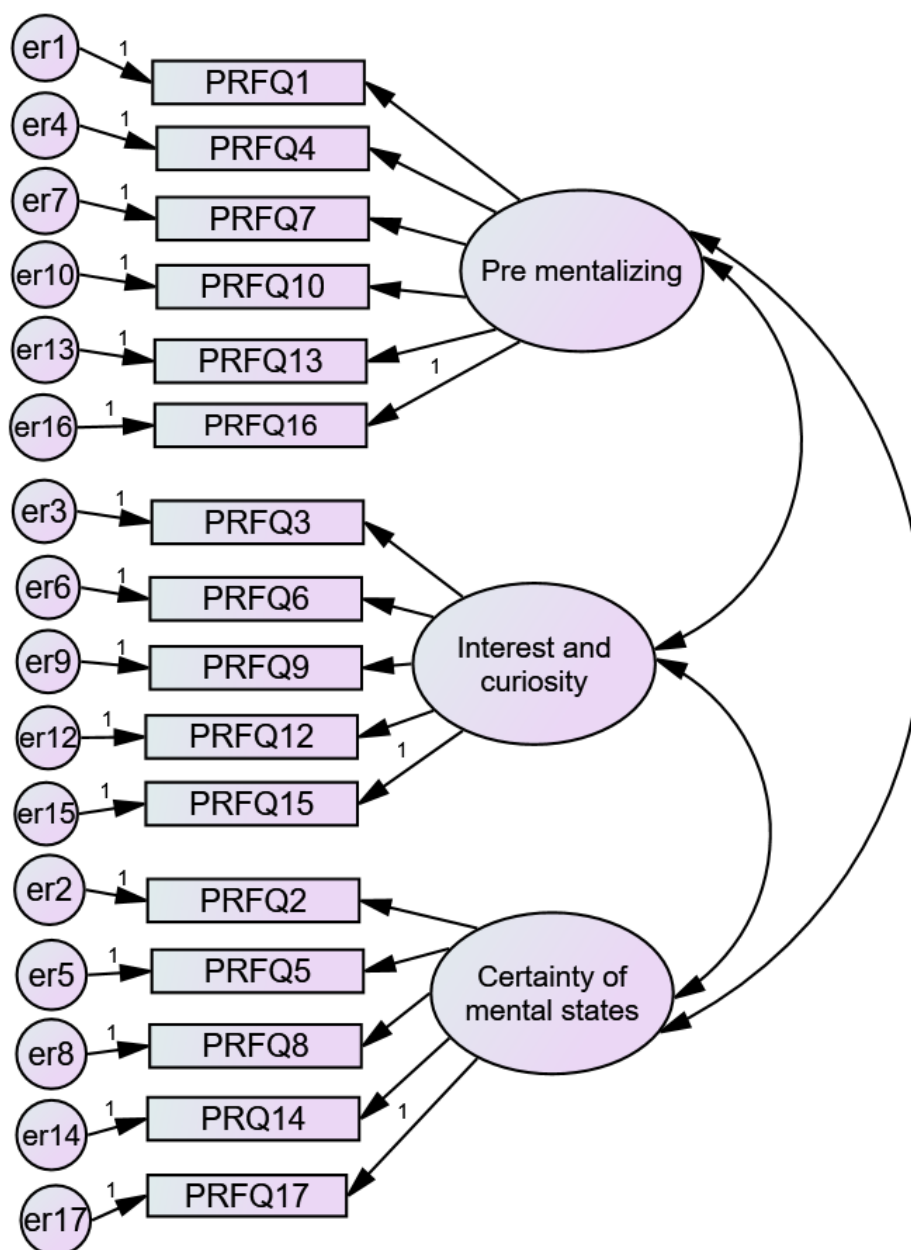 er1
1
PRFQ1
er4
1
PRFQ4
er7
1
PRFQ7
er10
1
PRFQ10
er13
1
PRFQ13
er16
1
PRFQ16
1
Pre mentalizing
er3
1
PRFQ3
er6
1
PRFQ6
er9
1
PRFQ9
er12
1
PRFQ12
er15
1
PRFQ15
1
Interest and
curiosity
er2
1
PRFQ2
er5
1
PRFQ5
er8
1
PRFQ8
er14
1
PRQ14
er17
1
PRFQ17
1
Certainty of
mental states